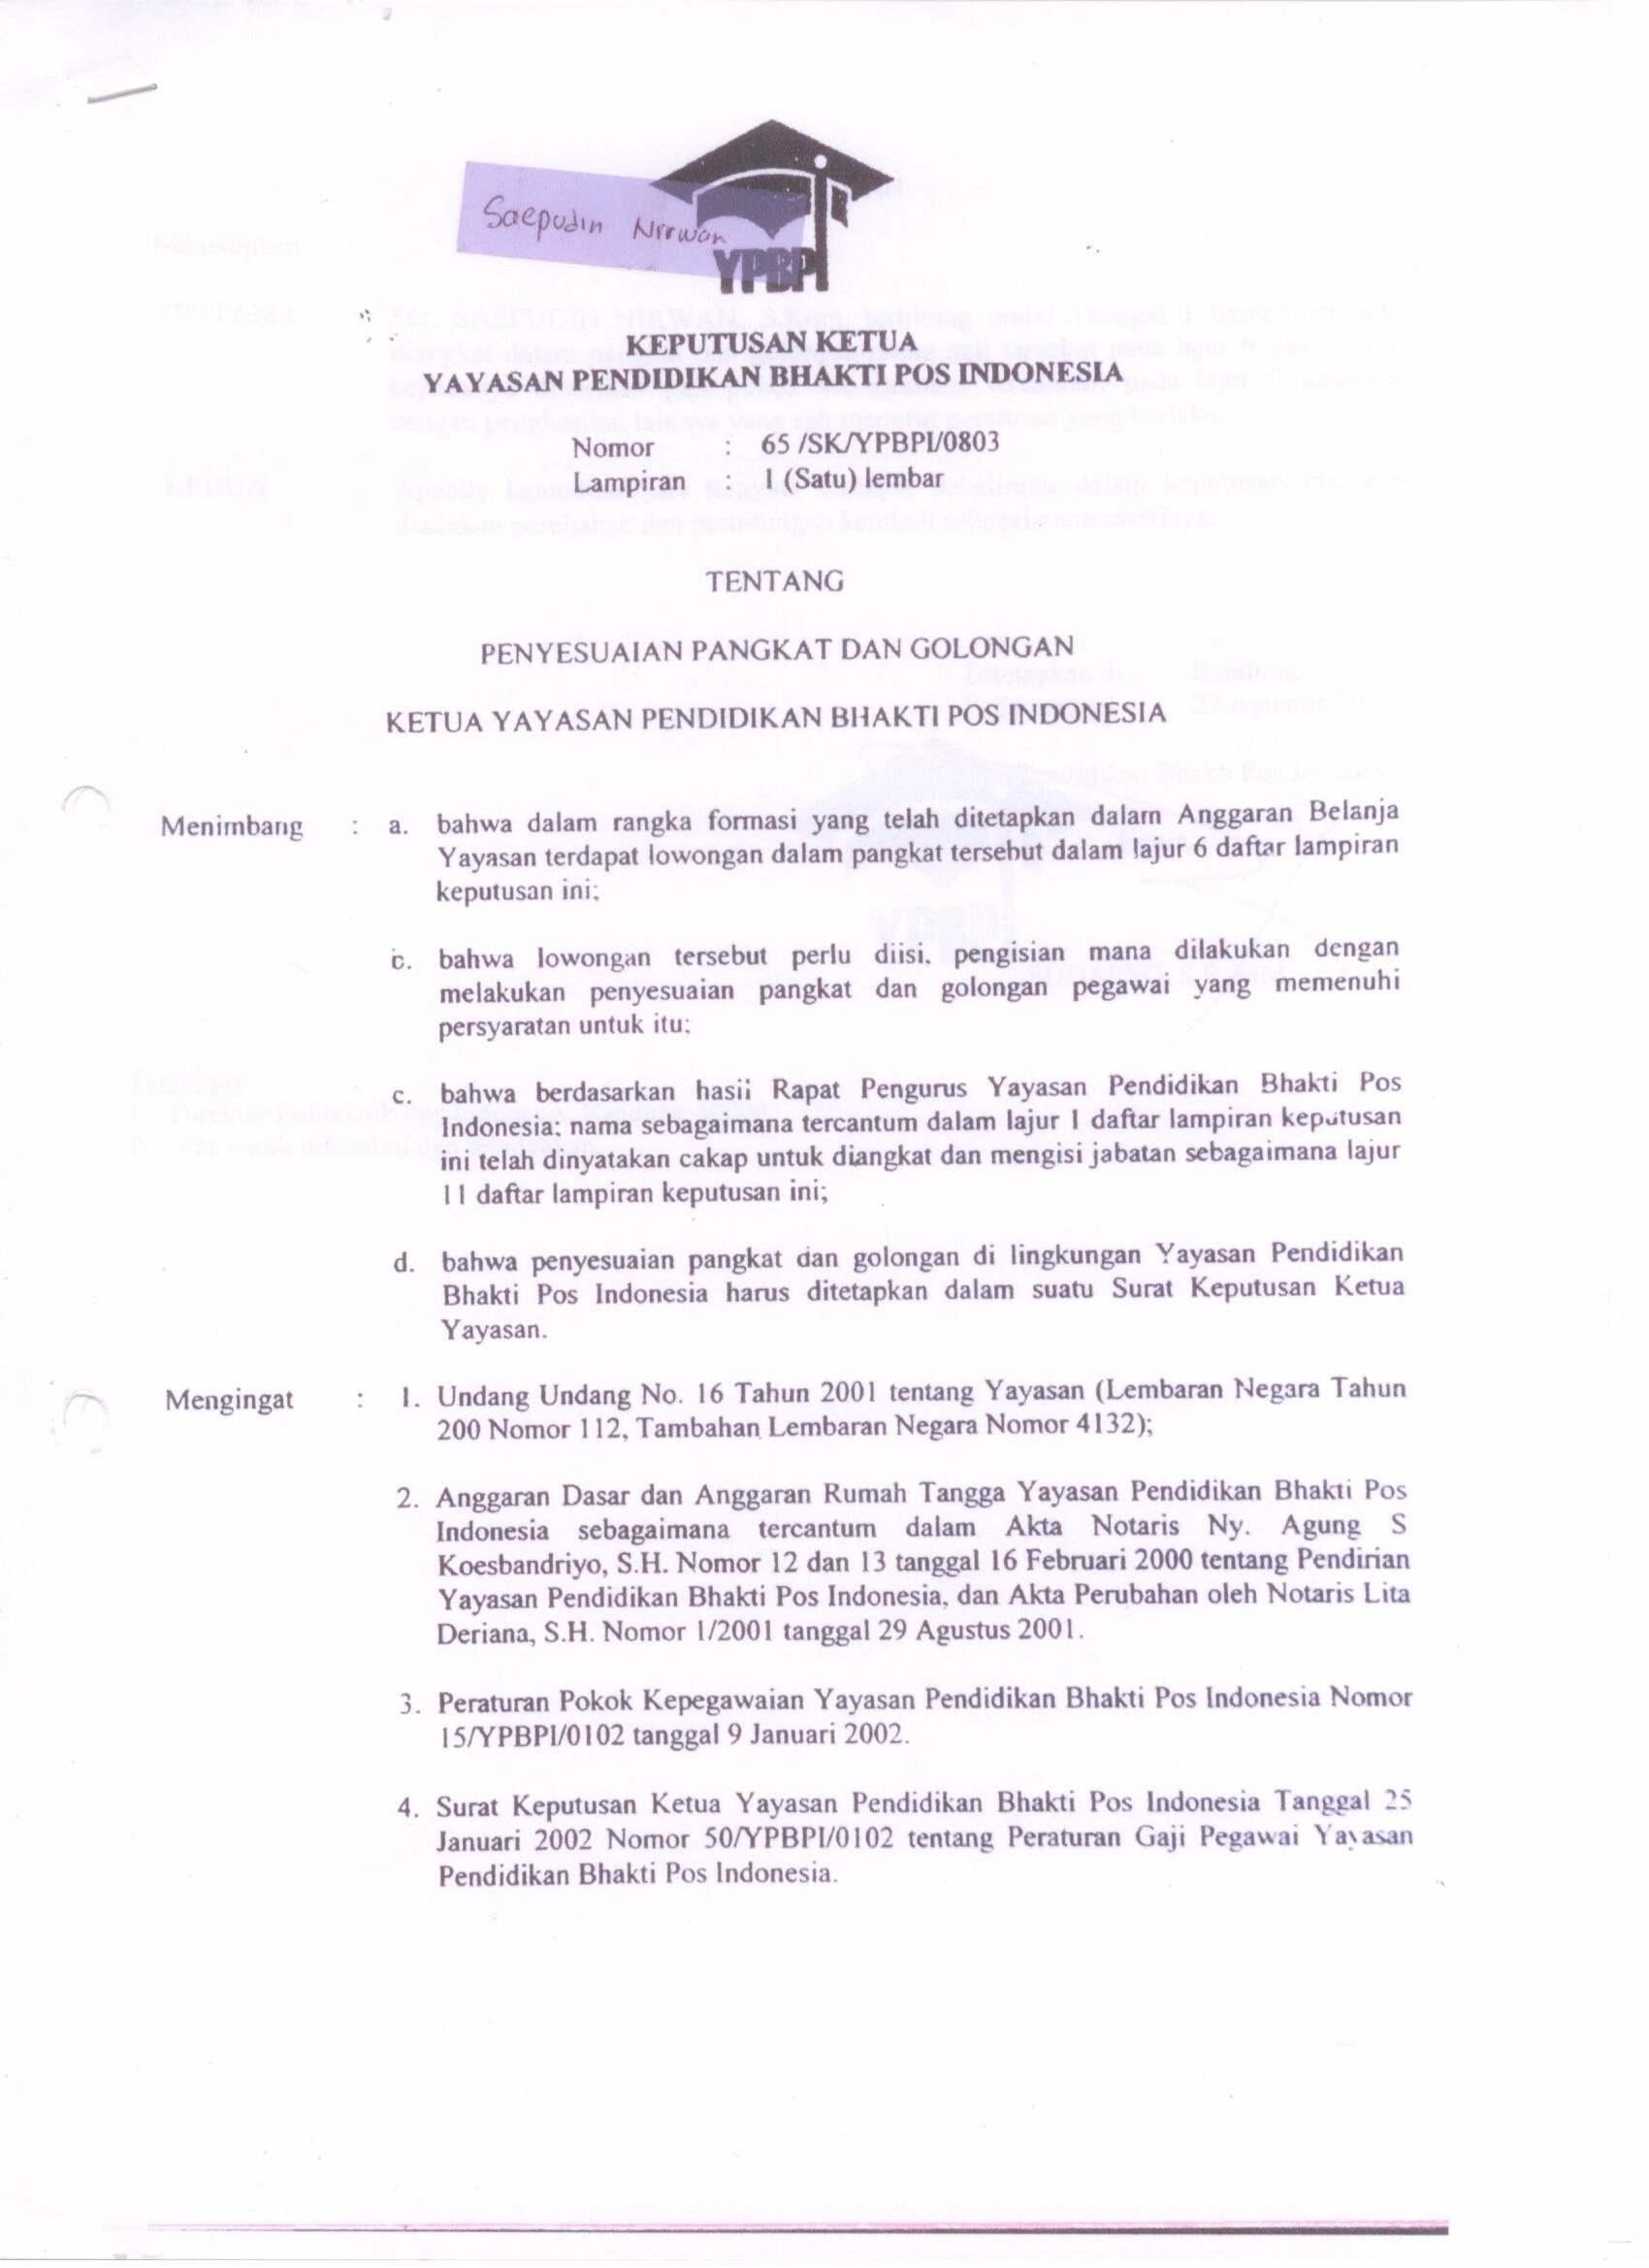 Saepudin Nirwan
YPBPI
KEPUTUSAN KETUA
YAYASAN PENDIDIKAN BHAKTI POS INDONESIA
Nomor : 65 /SK/YPBPI/0803
Lampiran : 1 (Satu) lembar
TENTANG
PENYESUAIAN PANGKAT DAN GOLONGAN
KETUA YAYASAN PENDIDIKAN BHAKTI POS INDONESIA
Menimbang : a. bahwa dalam rangka formasi yang telah ditetapkan dalam Anggaran Belanja
Yayasan terdapat lowongan dalam pangkat tersebut dalam lajur 6 daftar lampiran
keputusan ini;
b. bahwa lowongan tersebut perlu diisi, pengisian mana dilakukan dengan
melakukan penyesuaian pangkat dan golongan pegawai yang memenuhi
persyaratan untuk itu;
c. bahwa berdasarkan hasil Rapat Pengurus Yayasan Pendidikan Bhakti Pos
Indonesia; nama sebagaimana tercantum dalam lajur 1 daftar lampiran keputusan
ini telah dinyatakan cakap untuk diangkat dan mengisi jabatan sebagaimana lajur
11 daftar lampiran keputusan ini;
d. bahwa penyesuaian pangkat dan golongan di lingkungan Yayasan Pendidikan
Bhakti Pos Indonesia harus ditetapkan dalam suatu Surat Keputusan Ketua
Yayasan.
Mengingat : 1. Undang Undang No. 16 Tahun 2001 tentang Yayasan (Lembaran Negara Tahun
200 Nomor 112, Tambahan Lembaran Negara Nomor 4132);
2. Anggaran Dasar dan Anggaran Rumah Tangga Yayasan Pendidikan Bhakti Pos
Indonesia sebagaimana tercantum dalam Akta Notaris Ny. Agung S
Koesbandriyo, S.H. Nomor 12 dan 13 tanggal 16 Februari 2000 tentang Pendirian
Yayasan Pendidikan Bhakti Pos Indonesia, dan Akta Perubahan oleh Notaris Lita
Deriana, S.H. Nomor 1/2001 tanggal 29 Agustus 2001.
3. Peraturan Pokok Kepegawaian Yayasan Pendidikan Bhakti Pos Indonesia Nomor
15/YPBPI/0102 tanggal 9 Januari 2002.
4. Surat Keputusan Ketua Yayasan Pendidikan Bhakti Pos Indonesia Tanggal 25
Januari 2002 Nomor 50/YPBPI/0102 tentang Peraturan Gaji Pegawai Yayasan
Pendidikan Bhakti Pos Indonesia.